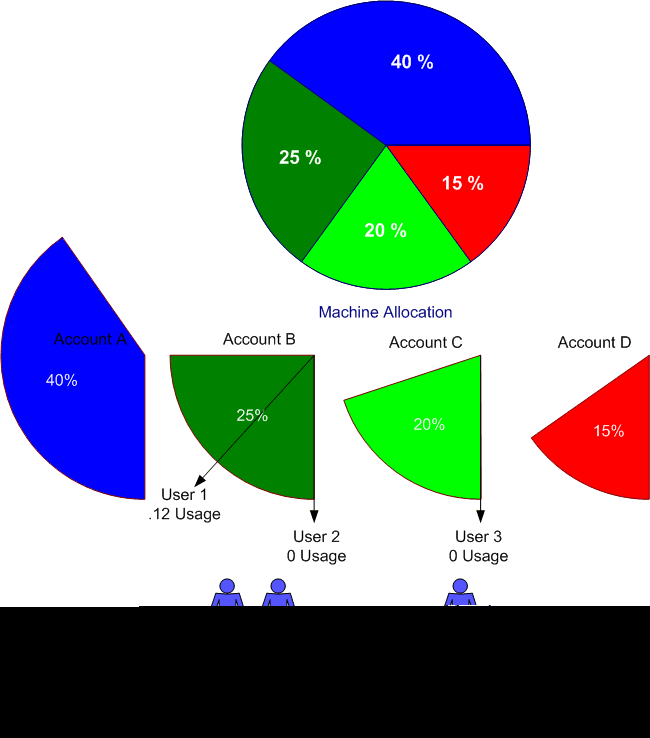 40 %
25 %
15 %
20 %
Machine Allocation
Account A
Account B
Account C
Account D
40%
25%
20%
15%
User 1
.12 Usage
User 2
0 Usage
User 3
0 Usage